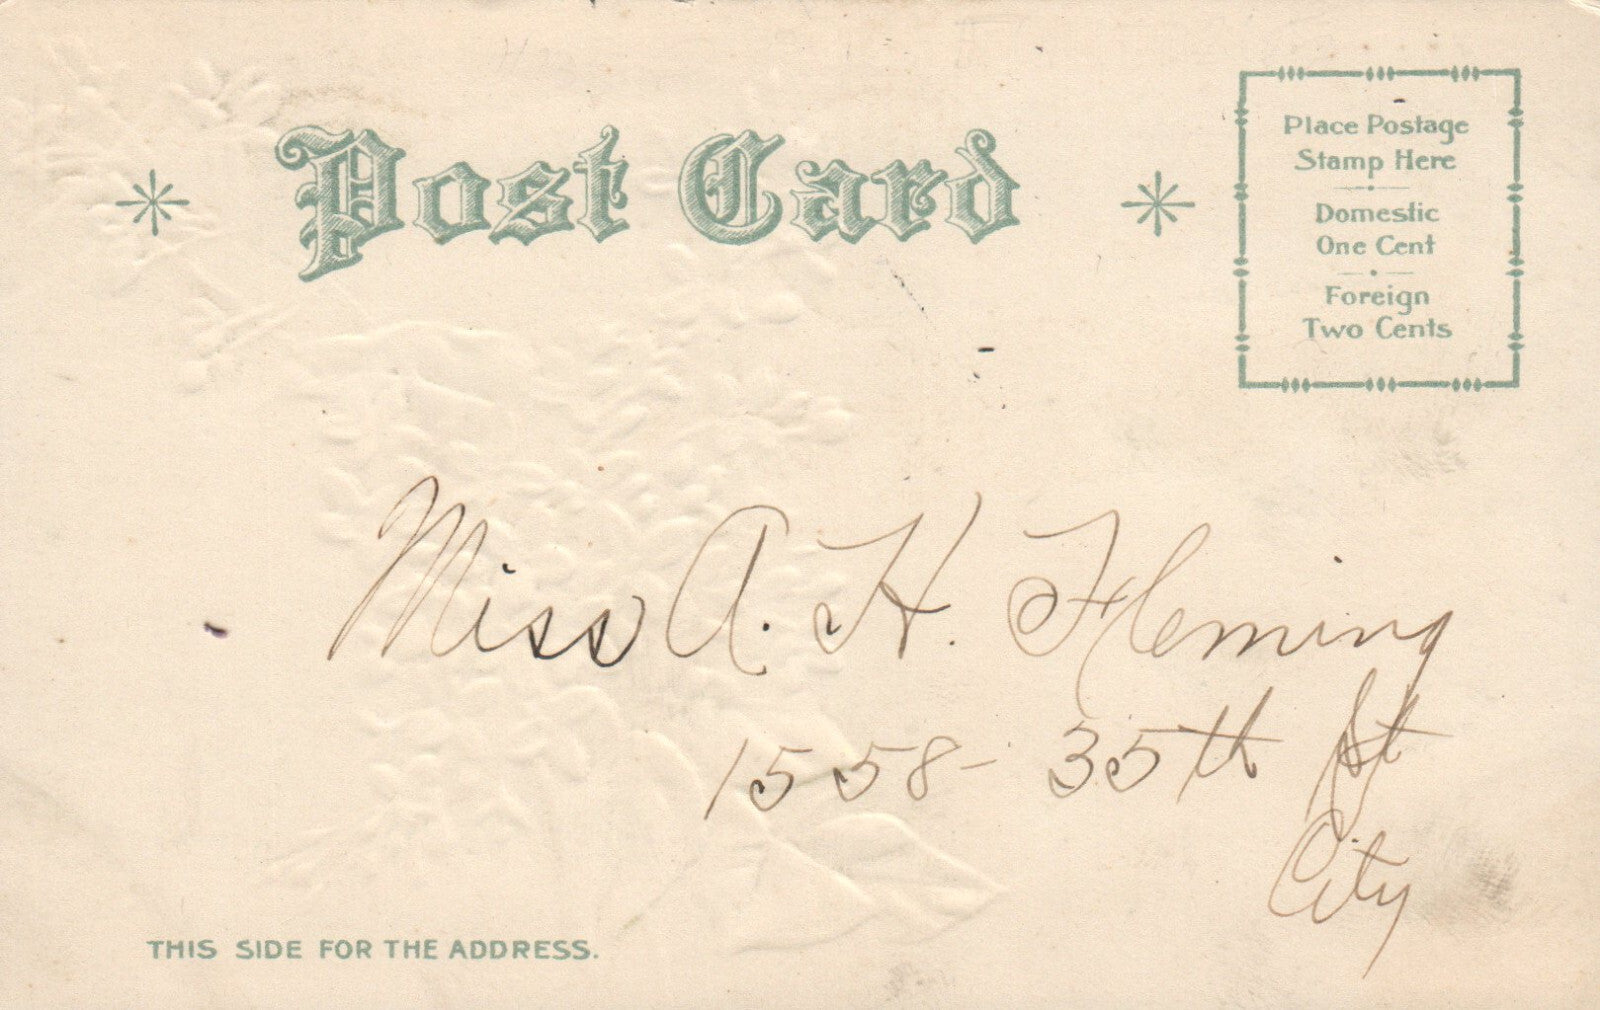 Post Card
Place Postage
Stamp Here
Domestic
One Cent
Foreign
Two Cents
Miss A. H. Fleming
1558- 35th St
City
THIS SIDE FOR THE ADDRESS.